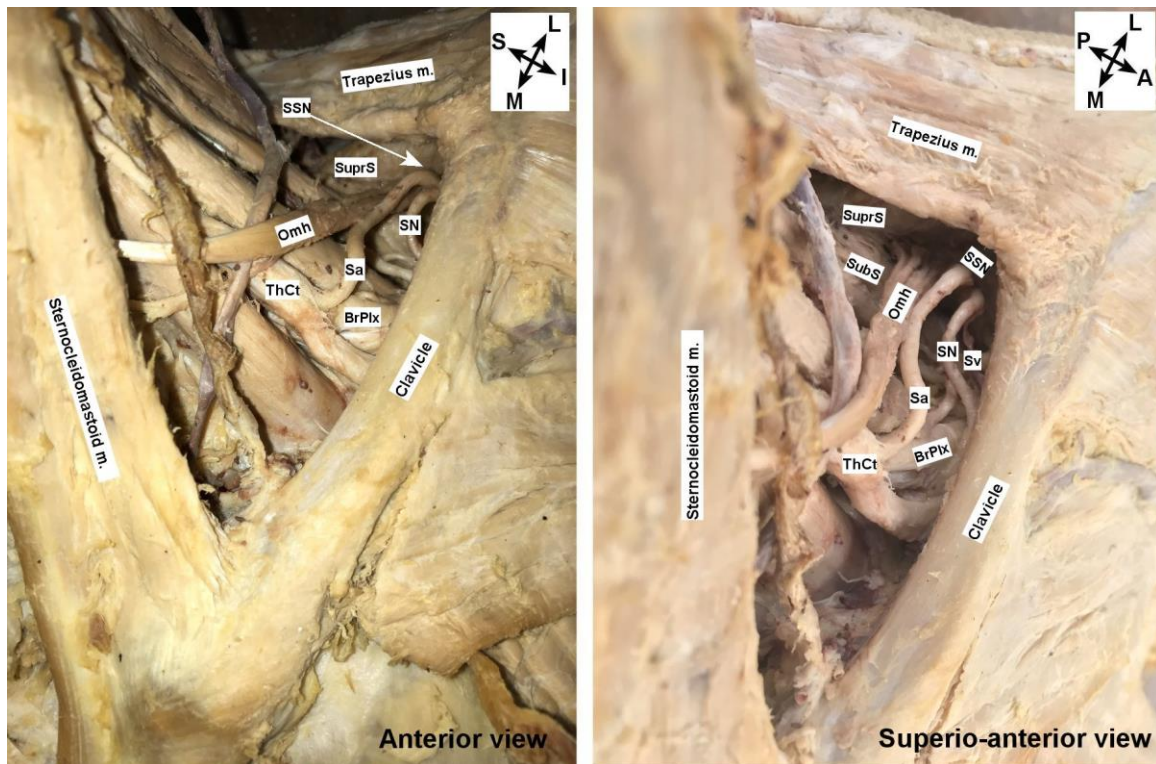 S
L
M
I
Trapezius m.
SSN
SuprS
Omh
SN
Sa
ThCt
BrPlx
Sternocleidomastoid m.
Clavicle
Anterior view
P
L
M
A
Trapezius m.
SuprS
SubS
SSN
Omh
SN
Sv
Sa
BrPlx
ThCt
Sternocleidomastoid m.
Clavicle
Superio-anterior view